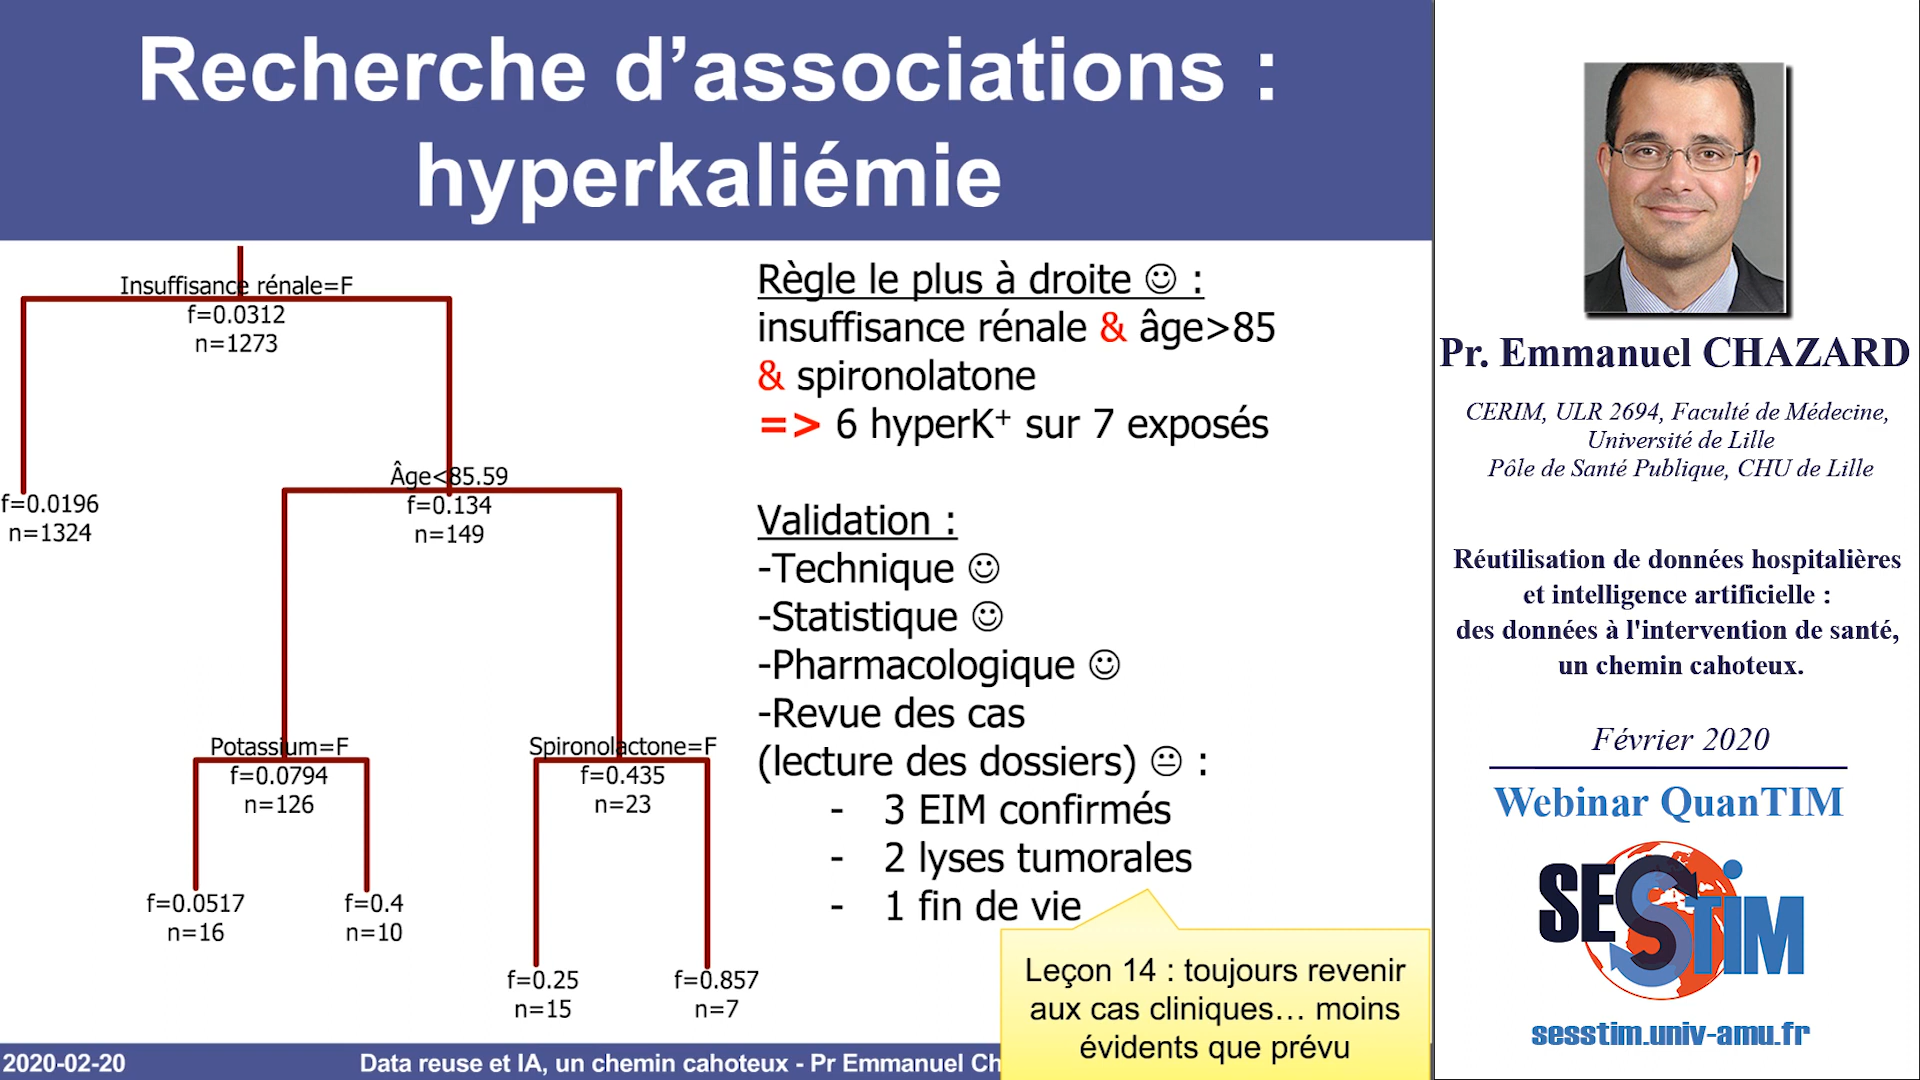 Recherche d’associations :
hyperkaliémie
Insuffisance rénale=F
f=0.0312
n=1273
f=0.0196
n=1324
Âge<85.59
f=0.134
n=149
Potassium=F
f=0.0794
n=126
Spironolactone=F
f=0.435
n=23
f=0.0517
n=16
f=0.4
n=10
f=0.25
n=15
f=0.857
n=7
Règle le plus à droite ☺ :
insuffisance rénale & âge>85
& spironolatone
=> 6 hyperK⁺ sur 7 exposés
Validation :
-Technique ☺
-Statistique ☺
-Pharmacologique ☺
-Revue des cas
(lecture des dossiers) 😐 :
- 3 EIM confirmés
- 2 lyses tumorales
- 1 fin de vie
Leçon 14 : toujours revenir
aux cas cliniques… moins
évidents que prévu
2020-02-20
Data reuse et IA, un chemin cahoteux - Pr Emmanuel Ch
Pr. Emmanuel CHAZARD
CERIM, ULR 2694, Faculté de Médecine,
Université de Lille
Pôle de Santé Publique, CHU de Lille
Réutilisation de données hospitalières
et intelligence artificielle :
des données à l'intervention de santé,
un chemin cahoteux.
Février 2020
Webinar QuanTIM
SESSTIM
sesstim.univ-amu.fr